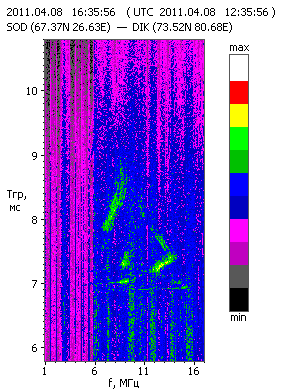 2011.04.08 16:35:56 (UTC 2011.04.08 12:35:56)
SOD (67.37N 26.63E) — DIK (73.52N 80.68E)
max
10
9
Tгр,
мс
8
7
6
min
1 6 11 16
f, МГц